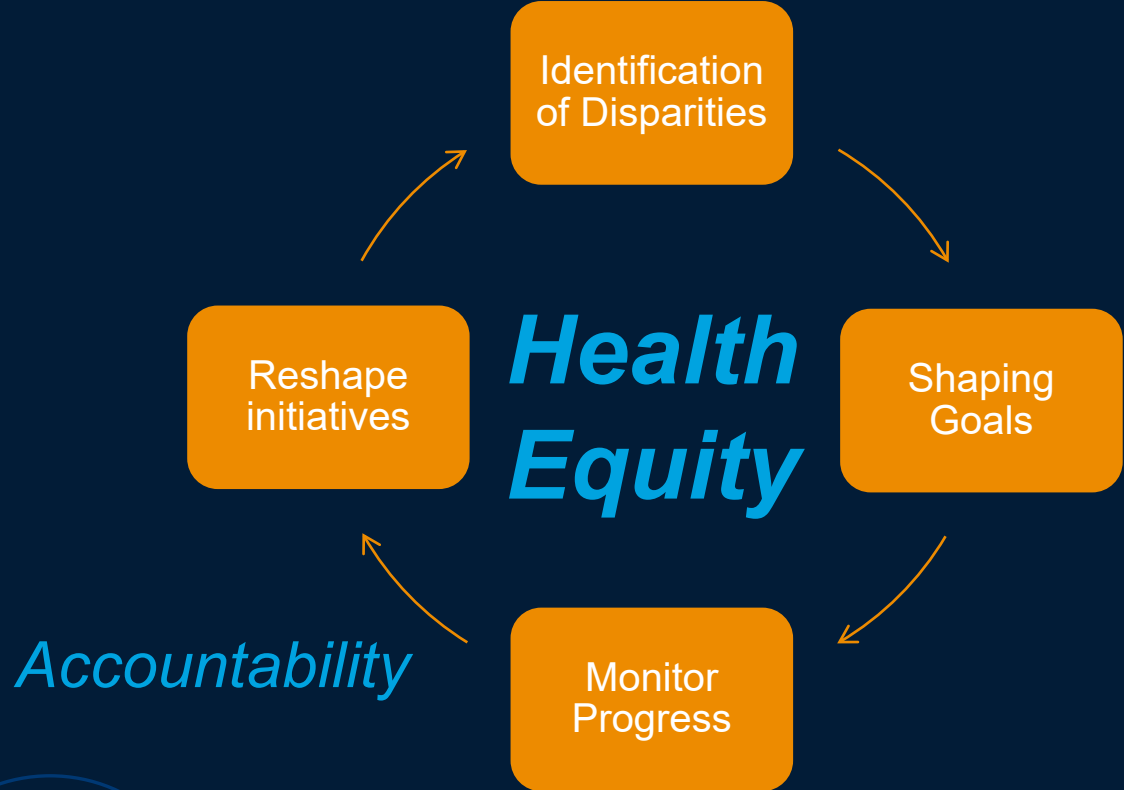 Identification
of Disparities
Health
Equity
Shaping
Goals
Reshape
initiatives
Monitor
Progress
Accountability